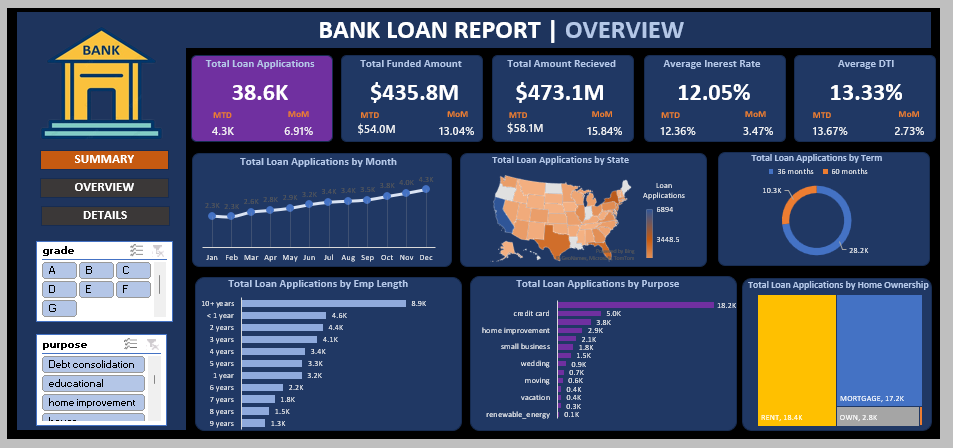 BANK LOAN REPORT | OVERVIEW
BANK
SUMMARY
OVERVIEW
DETAILS
grade
A B C
D E F
G
purpose
Debt consolidation
educational
home improvement
Total Loan Applications
38.6K
MTD MoM
4.3K 6.91%
Total Funded Amount
$435.8M
MTD MoM
$54.0M 13.04%
Total Amount Recieved
$473.1M
MTD MoM
$58.1M 15.84%
Average Inerest Rate
12.05%
MTD MoM
12.36% 3.47%
Average DTI
13.33%
MTD MoM
13.67% 2.73%
Total Loan Applications by Month
2.3K 2.3K 2.6K 2.8K 2.9K 3.2K 3.4K 3.4K 3.5K 3.8K 4.0K 4.3K
Jan Feb Mar Apr May Jun Jul Aug Sep Oct Nov Dec
Total Loan Applications by State
Loan
Applications
6894
3448.5
Total Loan Applications by Term
36 months 60 months
10.3K
28.2K
Total Loan Applications by Emp Length
10+ years 8.9K
< 1 year 4.6K
2 years 4.4K
3 years 4.1K
4 years 3.4K
5 years 3.3K
1 year 3.2K
6 years 2.2K
7 years 1.8K
8 years 1.5K
9 years 1.3K
Total Loan Applications by Purpose
18.2K
credit card 5.0K
3.8K
home improvement 2.9K
2.1K
small business 1.8K
1.5K
wedding 0.9K
0.7K
moving 0.6K
0.4K
vacation 0.4K
0.3K
renewable_energy 0.1K
Total Loan Applications by Home Ownership
RENT, 18.4K
MORTGAGE, 17.2K
OWN, 2.8K